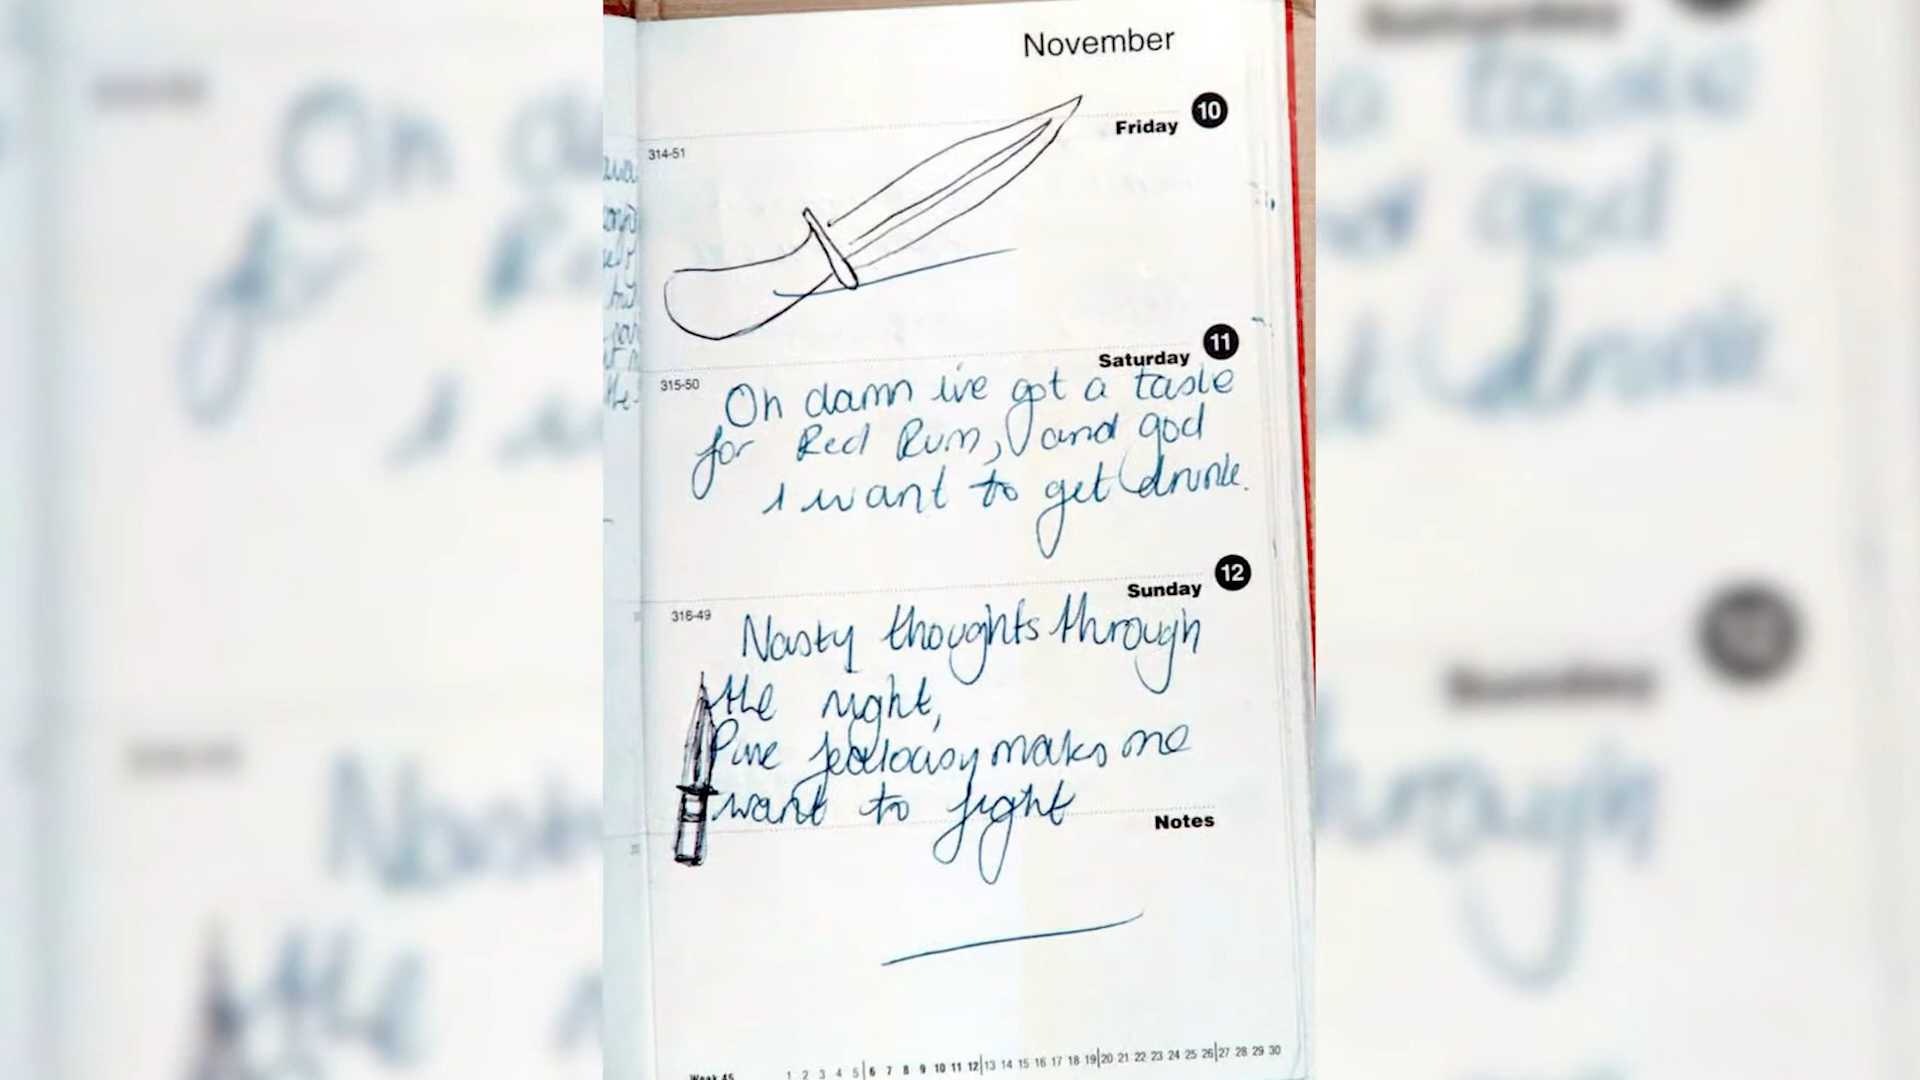 November
Friday 10
314-51
Saturday 11
315-50
Oh damn ive got a taste
for Red Rum, and god
i want to get drunk.
Sunday 12
316-49
Nasty thoughts through
the night,
Pure jealousy makes me
want to fight
Notes
Week 45 1 2 3 4 5 6 7 8 9 10 11 12 13 14 15 16 17 18 19 20 21 22 23 24 25 26 27 28 29 30